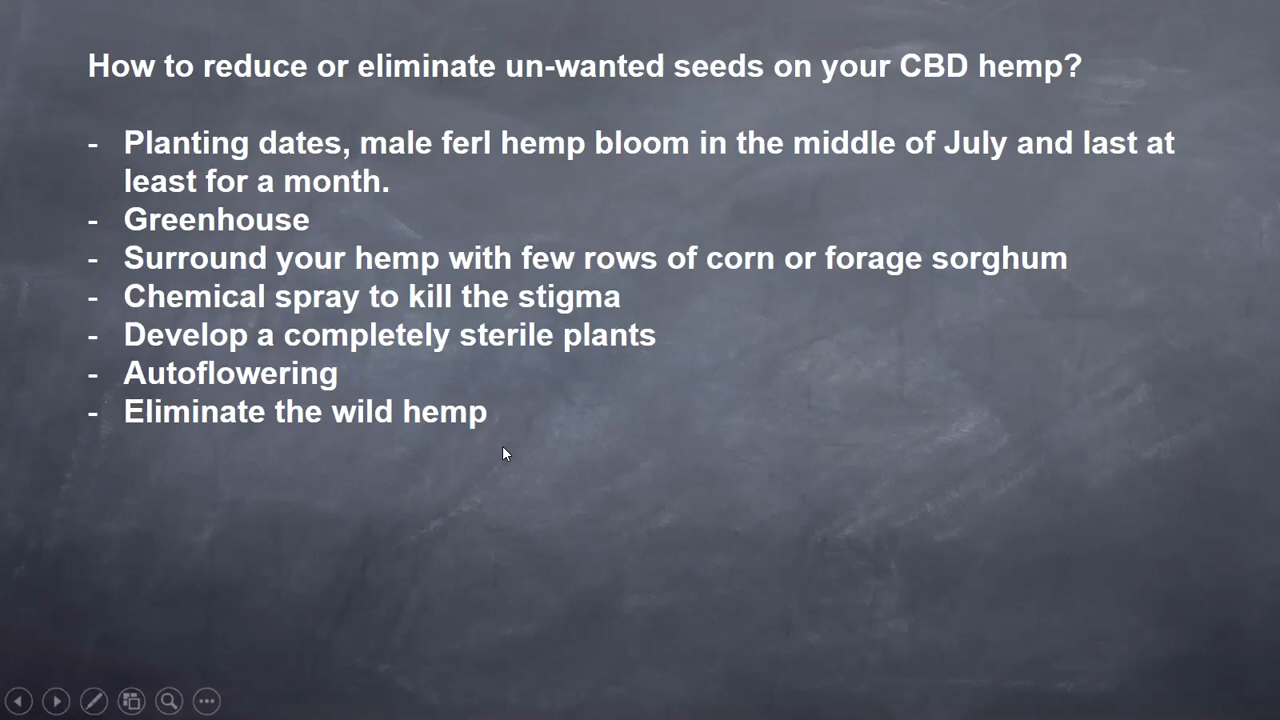 How to reduce or eliminate un-wanted seeds on your CBD hemp?
- Planting dates, male ferl hemp bloom in the middle of July and last at
least for a month.
- Greenhouse
- Surround your hemp with few rows of corn or forage sorghum
- Chemical spray to kill the stigma
- Develop a completely sterile plants
- Autoflowering
- Eliminate the wild hemp